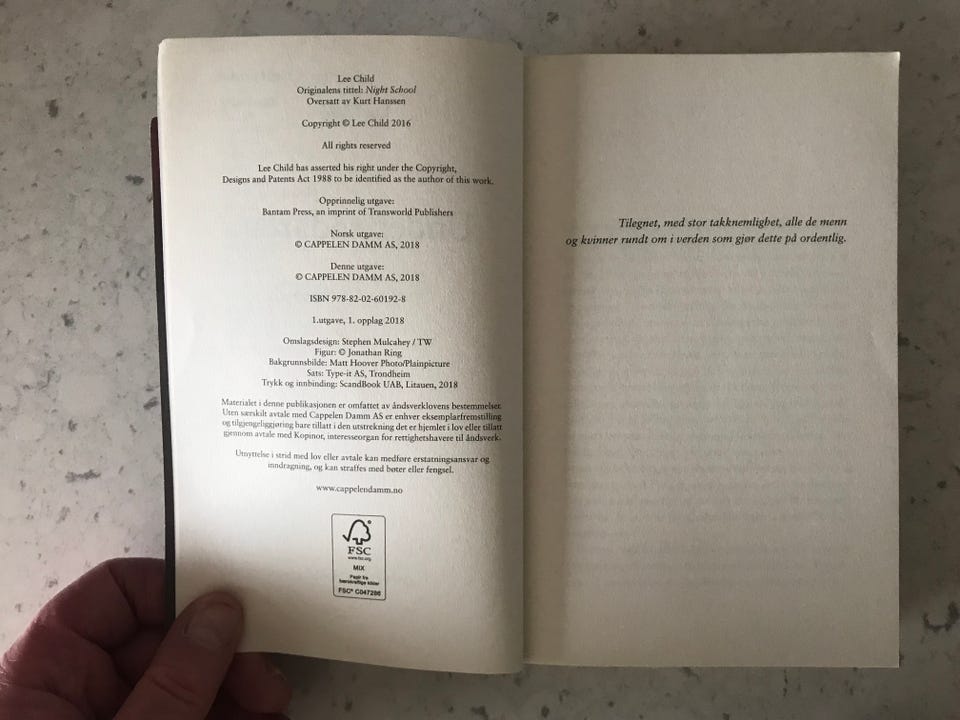 Lee Child
Originalens tittel: Night School
Oversatt av Kurt Hanssen
Copyright © Lee Child 2016
All rights reserved
Lee Child has asserted his right under the Copyright,
Designs and Patents Act 1988 to be identified as the author of this work.
Opprinnelig utgave:
Bantam Press, an imprint of Transworld Publishers
Norsk utgave:
© CAPPELEN DAMM AS, 2018
Denne utgave:
© CAPPELEN DAMM AS, 2018
ISBN 978-82-02-60192-8
1.utgave, 1. opplag 2018
Omslagsdesign: Stephen Mulcahey / TW
Figur: © Jonathan Ring
Bakgrunnsbilde: Matt Hoover Photo/Plainpicture
Sats: Type-it AS, Trondheim
Trykk og innbinding: ScandBook UAB, Litauen, 2018
Materialet i denne publikasjonen er omfattet av åndsverklovens bestemmelser.
Uten særskilt avtale med Cappelen Damm AS er enhver eksemplarfremstilling
og tilgjengeliggjøring bare tillatt i den utstrekning det er hjemlet i lov eller tillatt
gjennom avtale med Kopinor, interesseorgan for rettighetshavere til åndsverk.
Utnyttelse i strid med lov eller avtale kan medføre erstatningsansvar og
inndragning, og kan straffes med bøter eller fengsel.
www.cappelendamm.no
FSC
www.fsc.org
MIX
Papir fra
bærekraftige kilder
FSC® C047286
Tilegnet, med stor takknemlighet, alle de menn
og kvinner rundt om i verden som gjør dette på ordentlig.